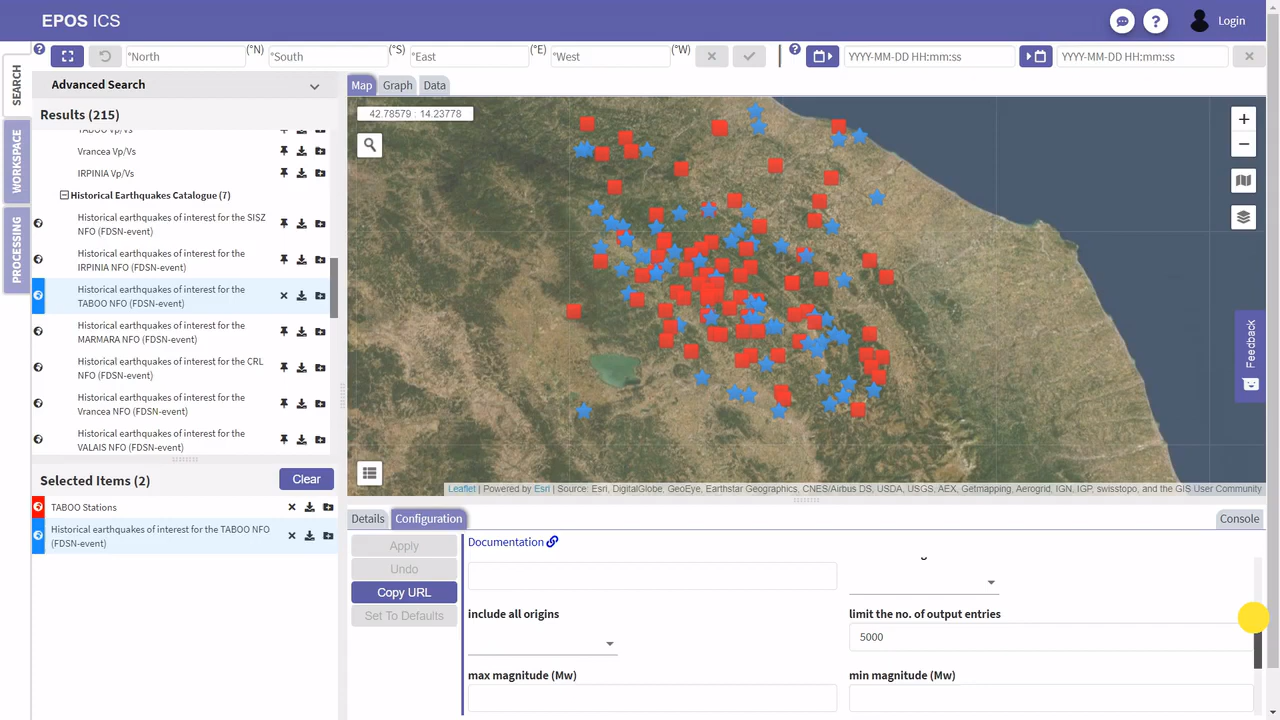 EPOS ICS
Login
°North
(°N)
°South
(°S)
°East
(°E)
°West
(°W)
YYYY-MM-DD HH:mm:ss
YYYY-MM-DD HH:mm:ss
SEARCH
WORKSPACE
PROCESSING
Advanced Search
Results (215)
TABOO Vp/Vs
Vrancea Vp/Vs
IRPINIA Vp/Vs
Historical Earthquakes Catalogue (7)
Historical earthquakes of interest for the SISZ
NFO (FDSN-event)
Historical earthquakes of interest for the
IRPINIA NFO (FDSN-event)
Historical earthquakes of interest for the
TABOO NFO (FDSN-event)
Historical earthquakes of interest for the
MARMARA NFO (FDSN-event)
Historical earthquakes of interest for the CRL
NFO (FDSN-event)
Historical earthquakes of interest for the
Vrancea NFO (FDSN-event)
Historical earthquakes of interest for the
VALAIS NFO (FDSN-event)
Selected Items (2)
Clear
TABOO Stations
Historical earthquakes of interest for the TABOO NFO
(FDSN-event)
Map
Graph
Data
42.78579 : 14.23778
+
−
Feedback
Leaflet | Powered by Esri | Source: Esri, DigitalGlobe, GeoEye, Earthstar Geographics, CNES/Airbus DS, USDA, USGS, AEX, Getmapping, Aerogrid, IGN, IGP, swisstopo, and the GIS User Community
Details
Configuration
Console
Apply
Undo
Copy URL
Set To Defaults
Documentation
include all origins
limit the no. of output entries
5000
max magnitude (Mw)
min magnitude (Mw)